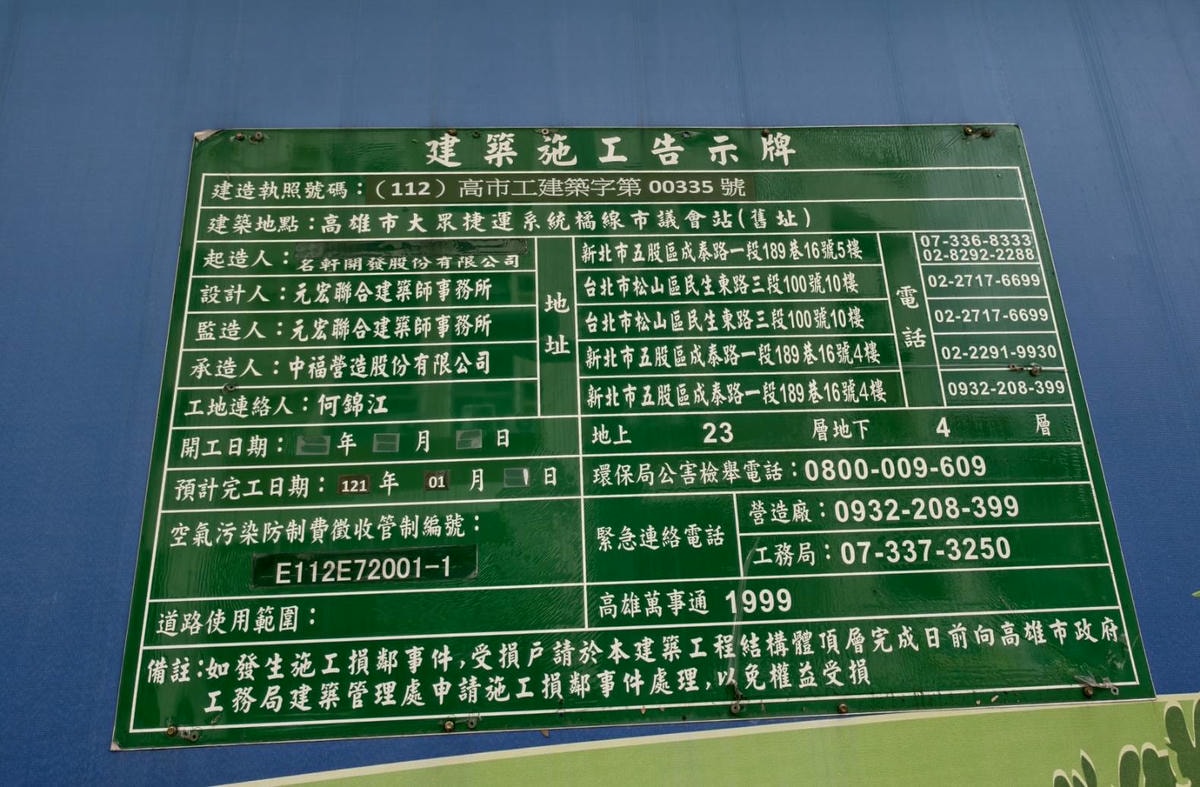 建築施工告示牌
建造執照號碼：（112）高市工建築字第 00335 號
建築地點：高雄市大眾捷運系統橘線市議會站(舊址)
起造人：
名軒開發股份有限公司
新北市五股區成泰路一段189巷16號5樓
07-336-8333
02-8292-2288
設計人：元宏聯合建築師事務所
台北市松山區民生東路三段100號10樓
02-2717-6699
地址
電話
監造人：元宏聯合建築師事務所
台北市松山區民生東路三段100號10樓
02-2717-6699
承造人：中福營造股份有限公司
新北市五股區成泰路一段189巷16號4樓
02-2291-9930
工地連絡人：何錦江
新北市五股區成泰路一段189巷16號4樓
0932-208-399
開工日期： 年 月 日
地上 23 層地下 4 層
預計完工日期：121 年 01 月 日
環保局公害檢舉電話：0800-009-609
空氣污染防制費徵收管制編號：
E112E72001-1
緊急連絡電話
營造廠：0932-208-399
工務局：07-337-3250
道路使用範圍：
高雄萬事通 1999
備註：如發生施工損鄰事件，受損戶請於本建築工程結構體頂層完成日前向高雄市政府
工務局建築管理處申請施工損鄰事件處理，以免權益受損